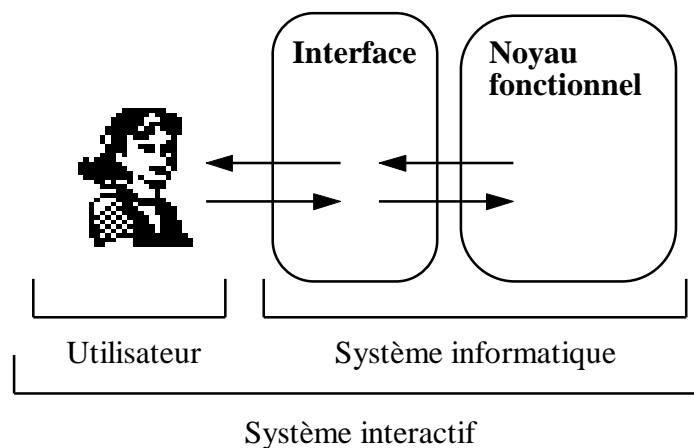 Interface
Noyau
fonctionnel
Utilisateur
Système informatique
Système interactif